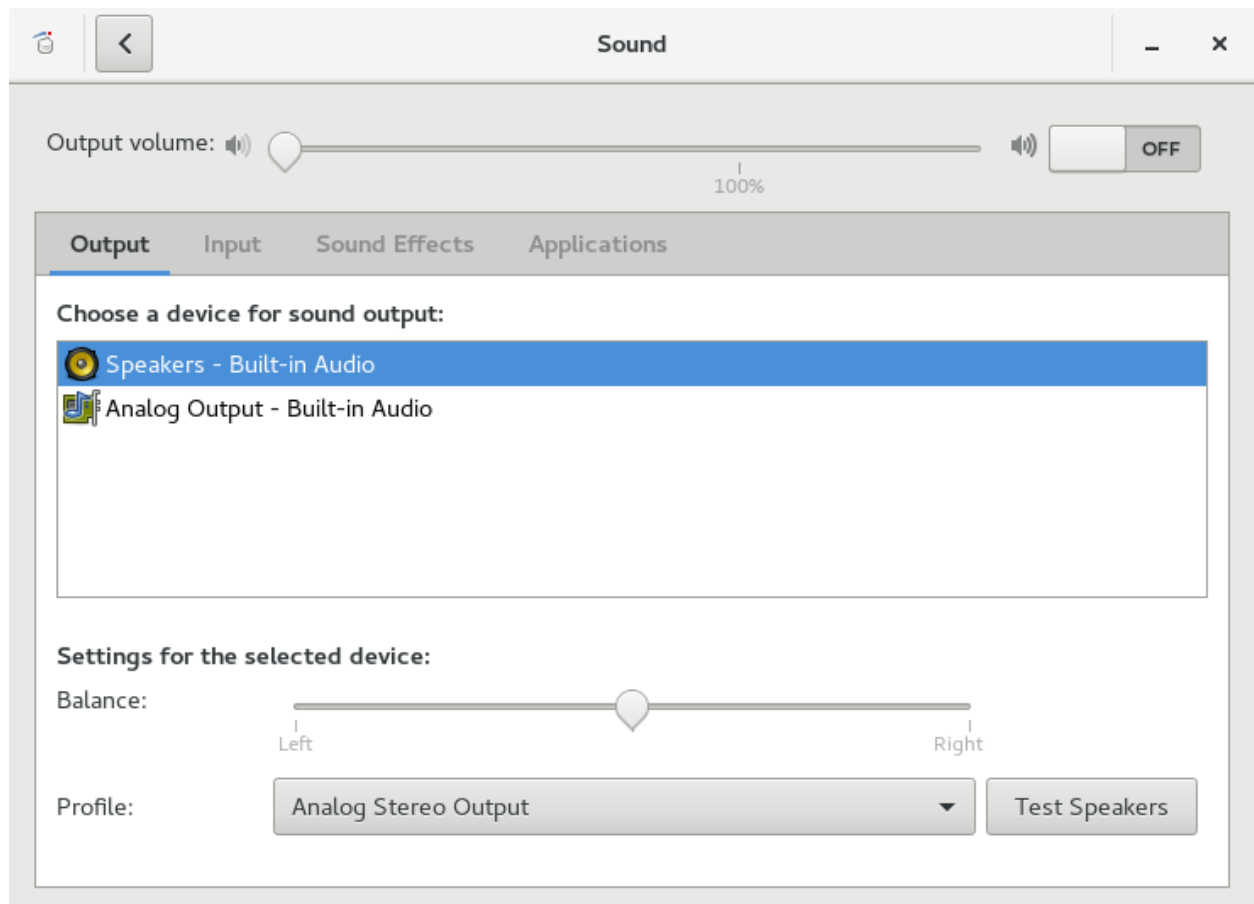 Sound
Output volume:
OFF
100%
Output Input Sound Effects Applications
Choose a device for sound output:
Speakers - Built-in Audio
Analog Output - Built-in Audio
Settings for the selected device:
Balance:
Left Right
Profile: Analog Stereo Output Test Speakers